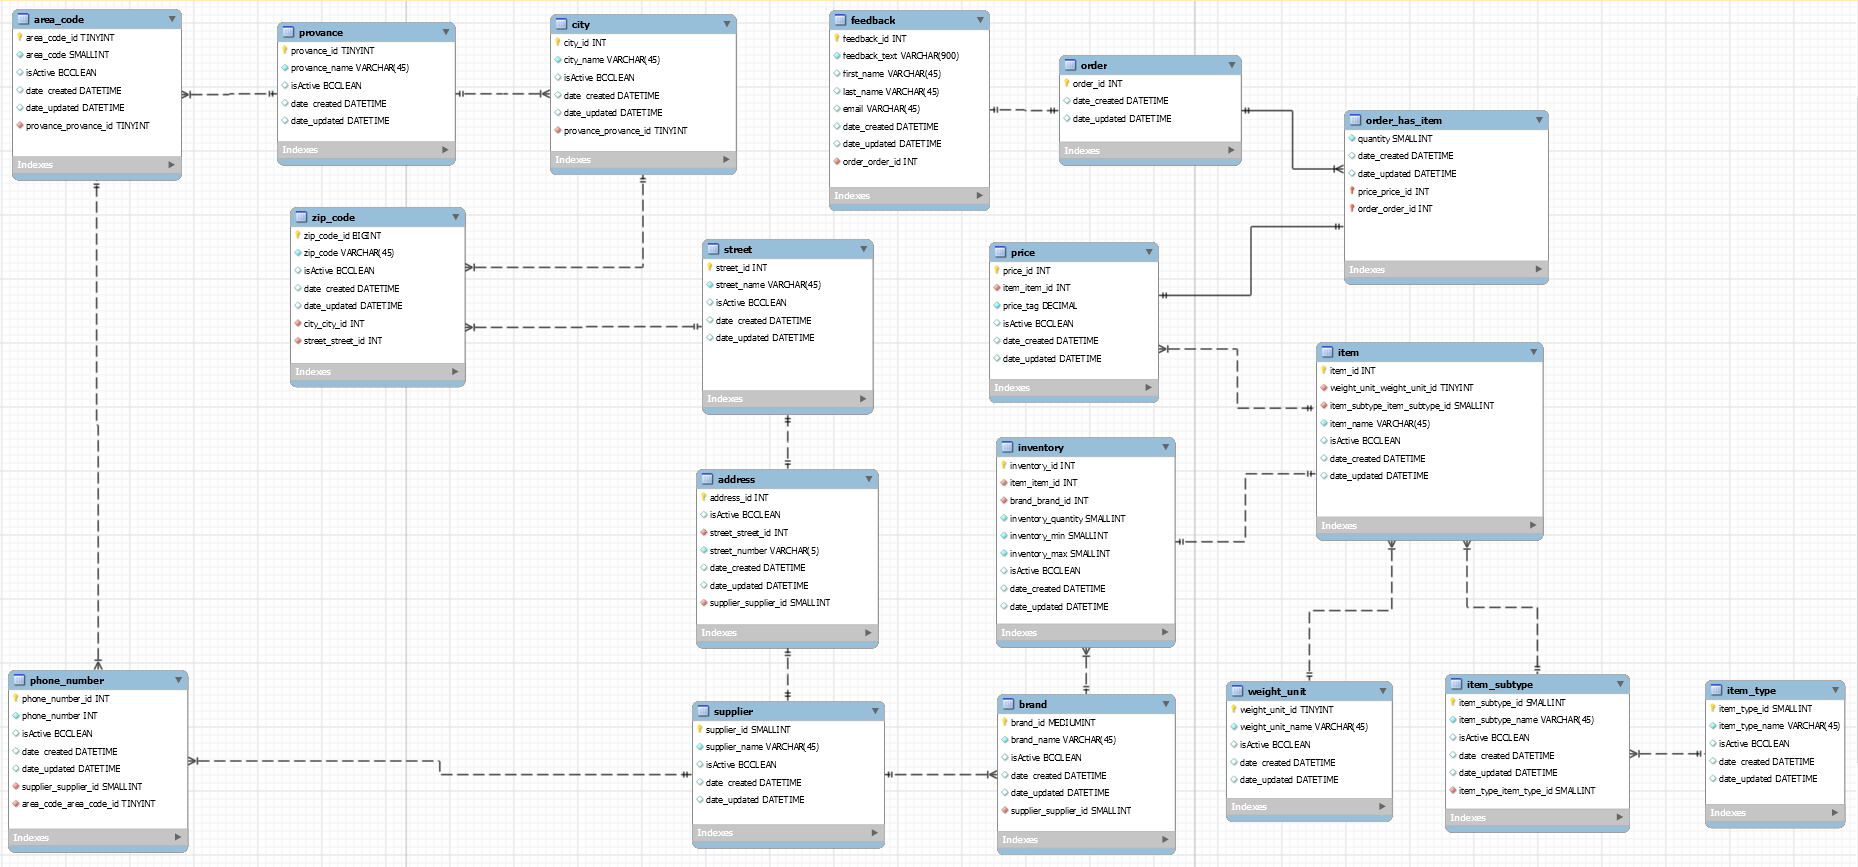 area_code
area_code_id TINYINT
area_code SMALLINT
isActive BOOLEAN
date_created DATETIME
date_updated DATETIME
provance_provance_id TINYINT
Indexes
provance
provance_id TINYINT
provance_name VARCHAR(45)
isActive BOOLEAN
date_created DATETIME
date_updated DATETIME
Indexes
city
city_id INT
city_name VARCHAR(45)
isActive BOOLEAN
date_created DATETIME
date_updated DATETIME
provance_provance_id TINYINT
Indexes
feedback
feedback_id INT
feedback_text VARCHAR(900)
first_name VARCHAR(45)
last_name VARCHAR(45)
email VARCHAR(45)
date_created DATETIME
date_updated DATETIME
order_order_id INT
Indexes
order
order_id INT
date_created DATETIME
date_updated DATETIME
Indexes
order_has_item
quantity SMALLINT
date_created DATETIME
date_updated DATETIME
price_price_id INT
order_order_id INT
Indexes
zip_code
zip_code_id BIGINT
zip_code VARCHAR(45)
isActive BOOLEAN
date_created DATETIME
date_updated DATETIME
city_city_id INT
street_street_id INT
Indexes
street
street_id INT
street_name VARCHAR(45)
isActive BOOLEAN
date_created DATETIME
date_updated DATETIME
Indexes
price
price_id INT
item_item_id INT
price_tag DECIMAL
isActive BOOLEAN
date_created DATETIME
date_updated DATETIME
Indexes
item
item_id INT
weight_unit_weight_unit_id TINYINT
item_subtype_item_subtype_id SMALLINT
item_name VARCHAR(45)
isActive BOOLEAN
date_created DATETIME
date_updated DATETIME
Indexes
address
address_id INT
isActive BOOLEAN
street_street_id INT
street_number VARCHAR(5)
date_created DATETIME
date_updated DATETIME
supplier_supplier_id SMALLINT
Indexes
inventory
inventory_id INT
item_item_id INT
brand_brand_id INT
inventory_quantity SMALLINT
inventory_min SMALLINT
inventory_max SMALLINT
isActive BOOLEAN
date_created DATETIME
date_updated DATETIME
Indexes
phone_number
phone_number_id INT
phone_number INT
isActive BOOLEAN
date_created DATETIME
date_updated DATETIME
supplier_supplier_id SMALLINT
area_code_area_code_id TINYINT
Indexes
supplier
supplier_id SMALLINT
supplier_name VARCHAR(45)
isActive BOOLEAN
date_created DATETIME
date_updated DATETIME
Indexes
brand
brand_id MEDIUMINT
brand_name VARCHAR(45)
isActive BOOLEAN
date_created DATETIME
date_updated DATETIME
supplier_supplier_id SMALLINT
Indexes
weight_unit
weight_unit_id TINYINT
weight_unit_name VARCHAR(45)
isActive BOOLEAN
date_created DATETIME
date_updated DATETIME
Indexes
item_subtype
item_subtype_id SMALLINT
item_subtype_name VARCHAR(45)
isActive BOOLEAN
date_created DATETIME
date_updated DATETIME
item_type_item_type_id SMALLINT
Indexes
item_type
item_type_id SMALLINT
item_type_name VARCHAR(45)
isActive BOOLEAN
date_created DATETIME
date_updated DATETIME
Indexes